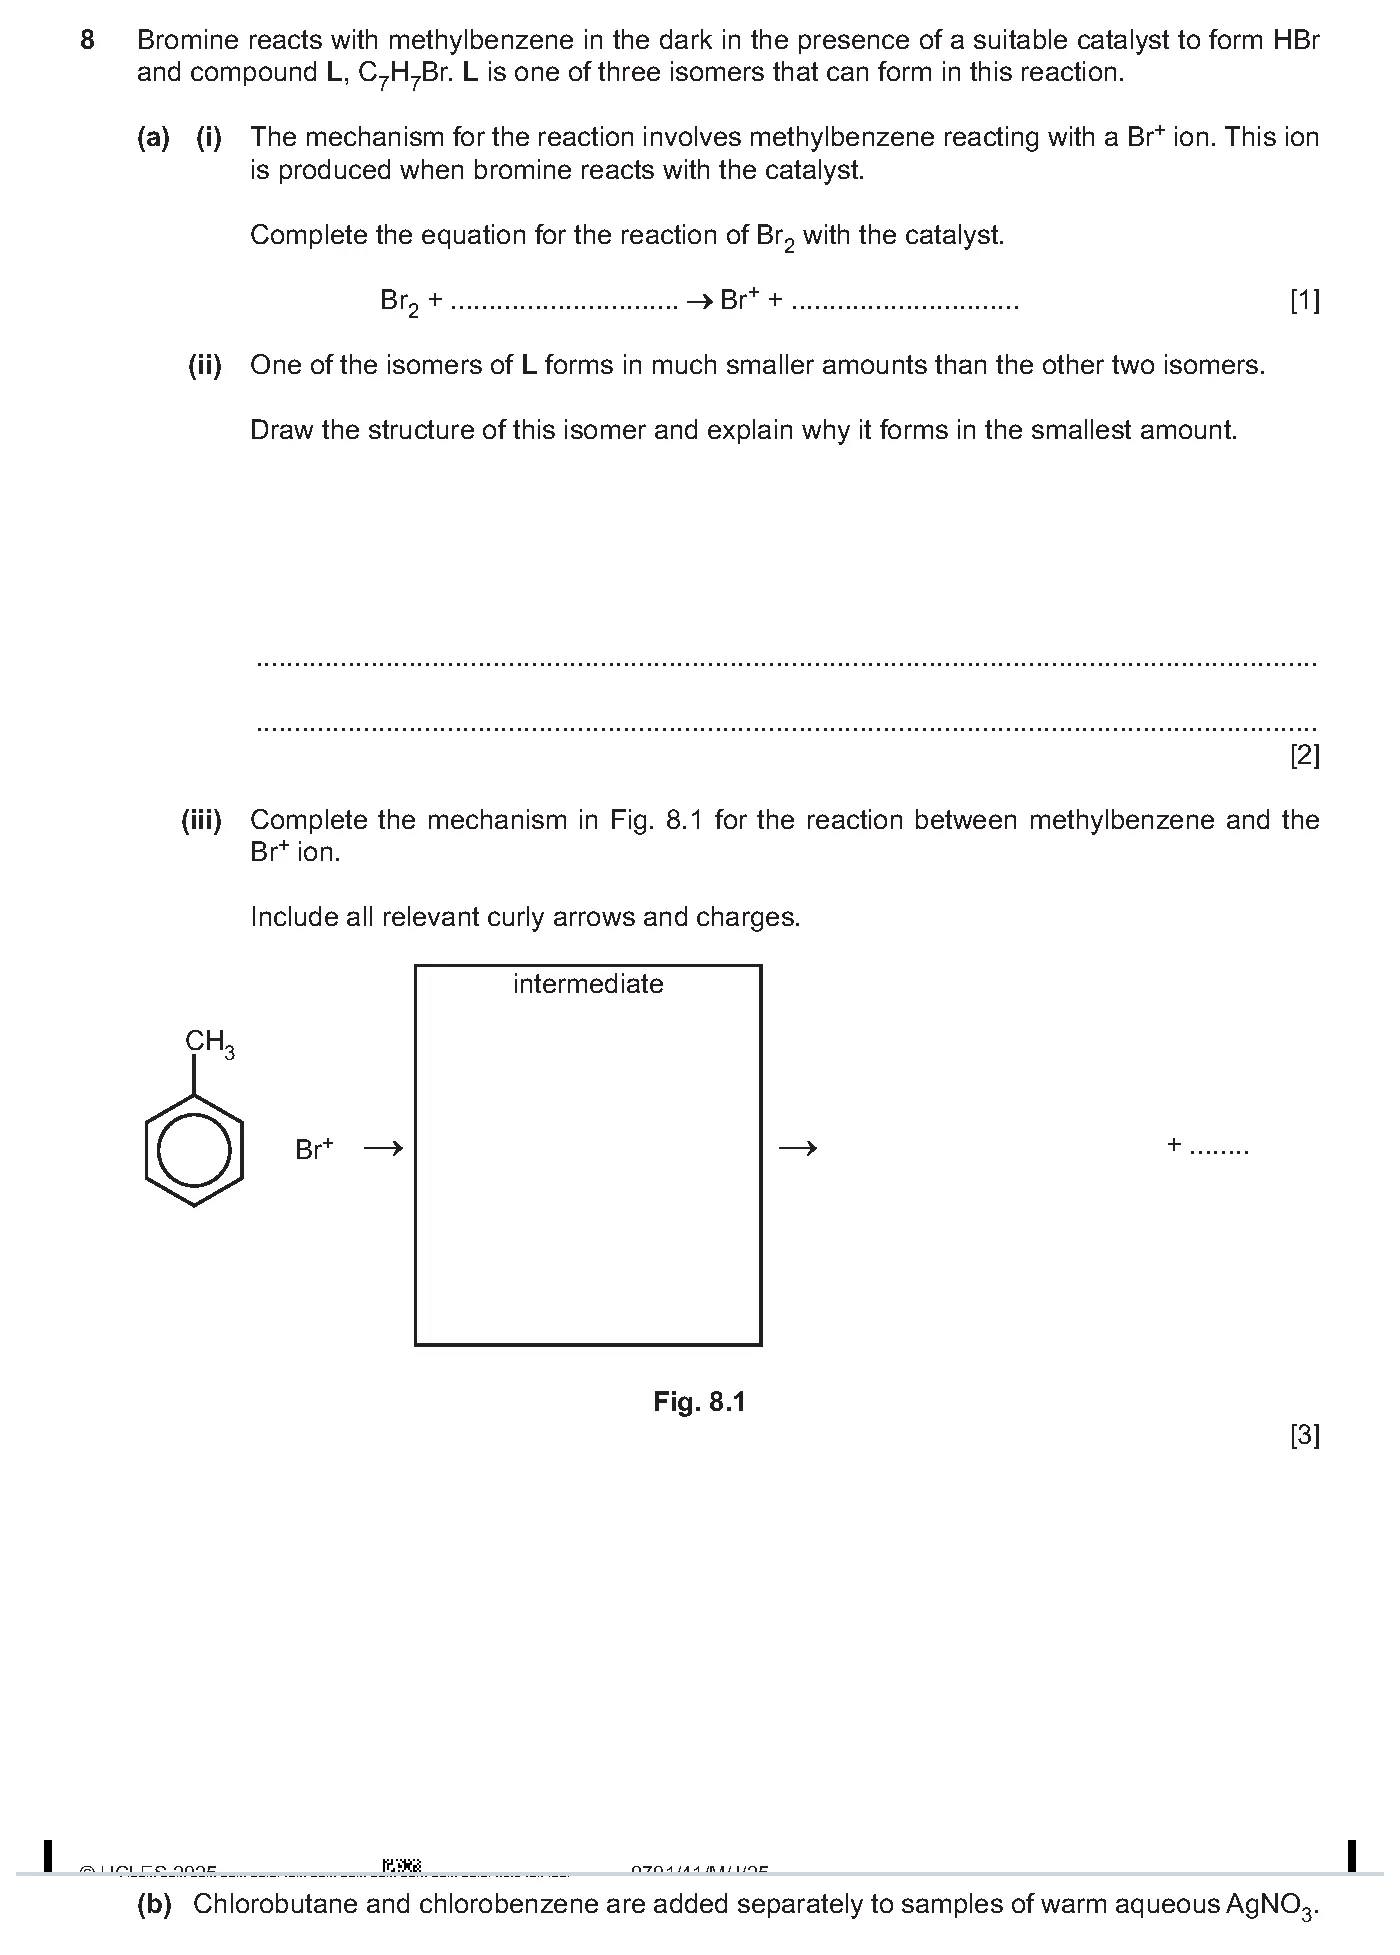 8 Bromine reacts with methylbenzene in the dark in the presence of a suitable catalyst to form HBr
and compound L, C7H7Br. L is one of three isomers that can form in this reaction.
(a) (i) The mechanism for the reaction involves methylbenzene reacting with a Br+ ion. This ion
is produced when bromine reacts with the catalyst.
Complete the equation for the reaction of Br2 with the catalyst.
Br2 + .............................. → Br+ + .............................. [1]
(ii) One of the isomers of L forms in much smaller amounts than the other two isomers.
Draw the structure of this isomer and explain why it forms in the smallest amount.
[2]
(iii) Complete the mechanism in Fig. 8.1 for the reaction between methylbenzene and the
Br+ ion.
Include all relevant curly arrows and charges.
intermediate
CH3
Br+ → → + ........
Fig. 8.1
[3]
© UCLES 2025 9701/41/M/J/25
(b) Chlorobutane and chlorobenzene are added separately to samples of warm aqueous AgNO3.